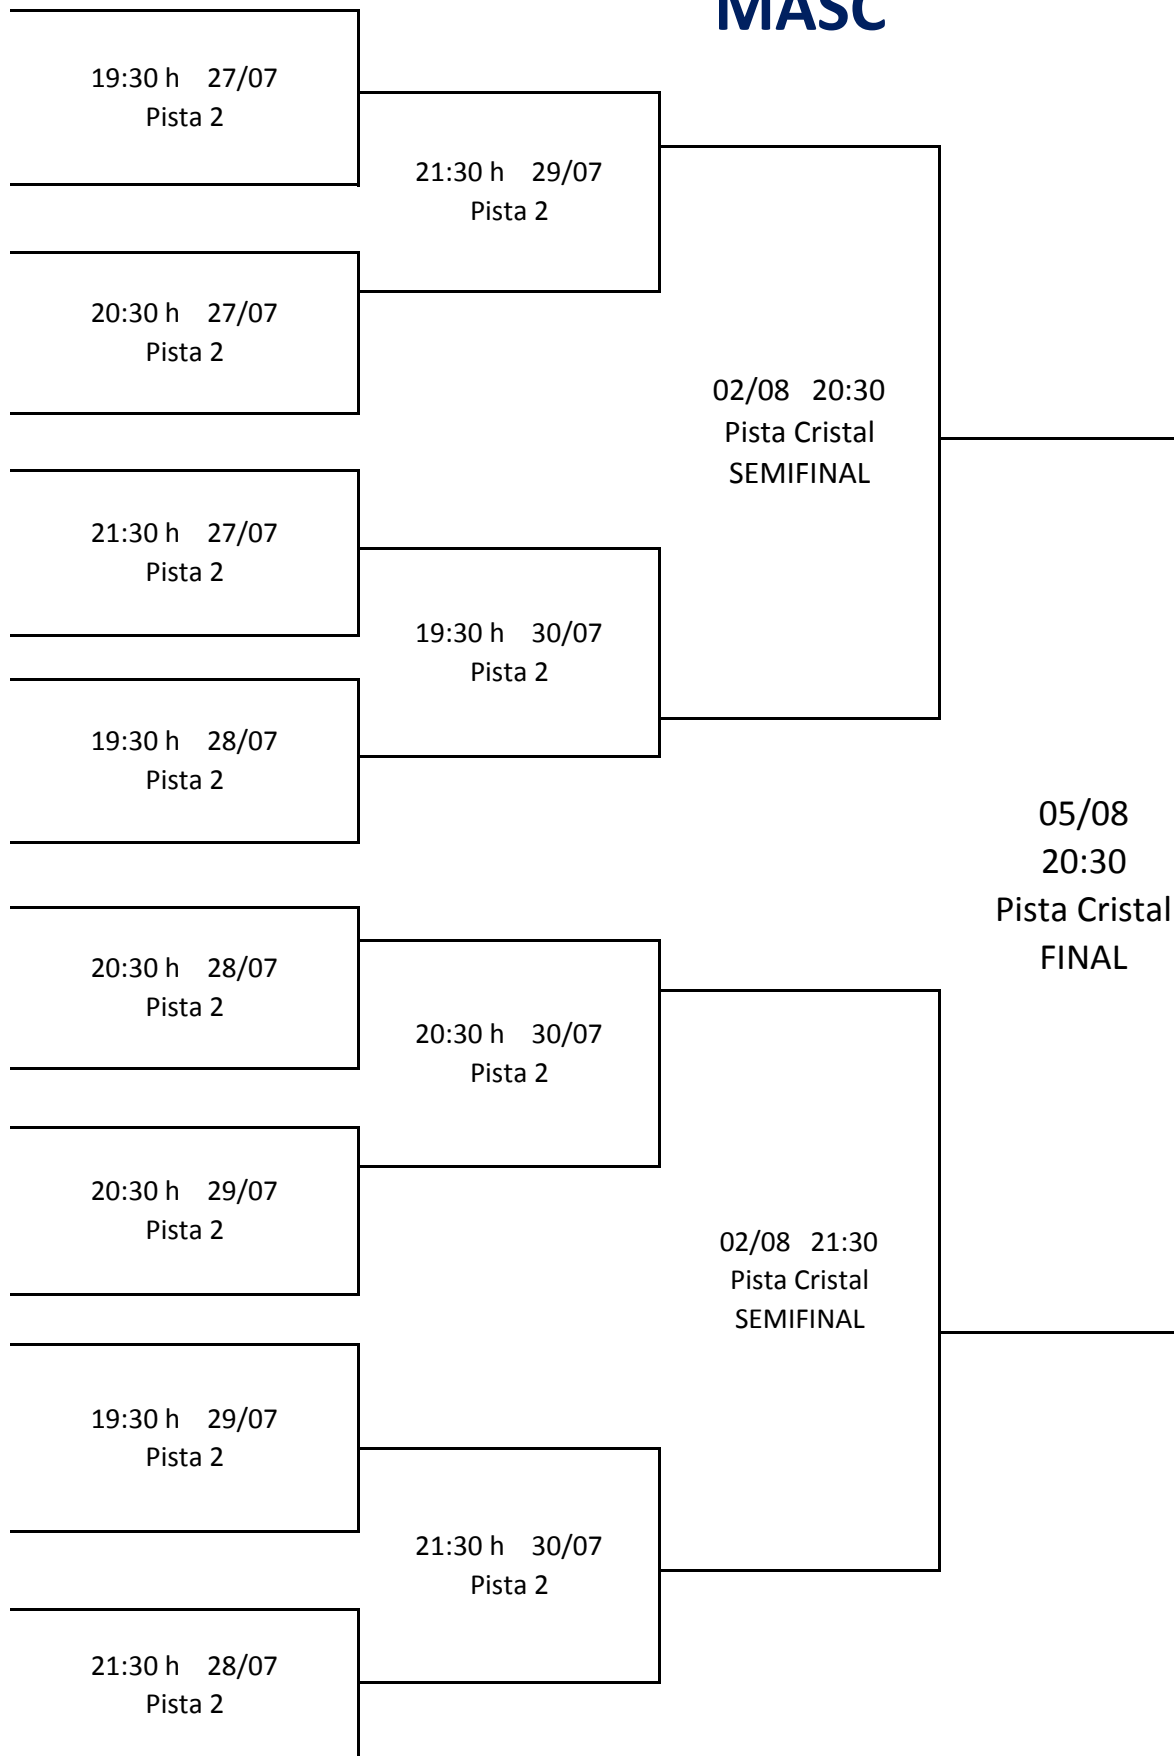 MASC
19:30 h 27/07
Pista 2
21:30 h 29/07
Pista 2
20:30 h 27/07
Pista 2
02/08 20:30
Pista Cristal
SEMIFINAL
21:30 h 27/07
Pista 2
19:30 h 30/07
Pista 2
19:30 h 28/07
Pista 2
05/08
20:30
Pista Cristal
FINAL
20:30 h 28/07
Pista 2
20:30 h 30/07
Pista 2
20:30 h 29/07
Pista 2
02/08 21:30
Pista Cristal
SEMIFINAL
19:30 h 29/07
Pista 2
21:30 h 30/07
Pista 2
21:30 h 28/07
Pista 2